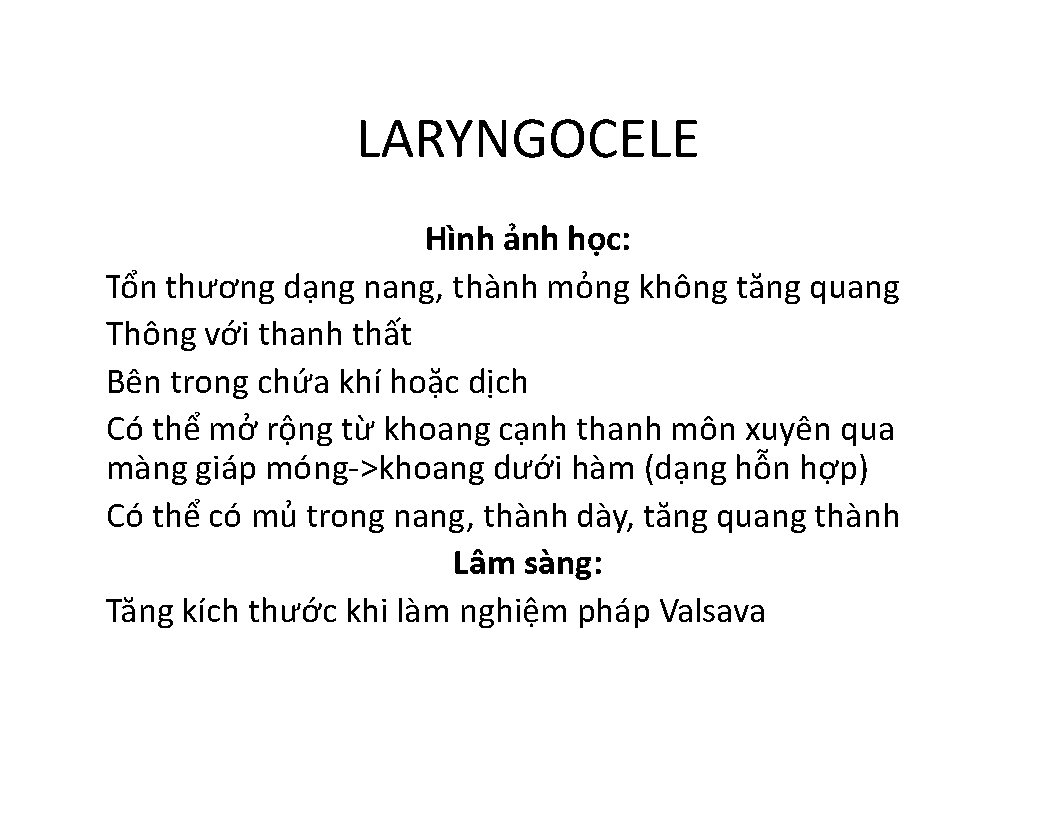 LARYNGOCELE
Hình ảnh học:
Tổn thương dạng nang, thành mỏng không tăng quang
Thông với thanh thất
Bên trong chứa khí hoặc dịch
Có thể mở rộng từ khoang cạnh thanh môn xuyên qua
màng giáp móng->khoang dưới hàm (dạng hỗn hợp)
Có thể có mủ trong nang, thành dày, tăng quang thành
Lâm sàng:
Tăng kích thước khi làm nghiệm pháp Valsava